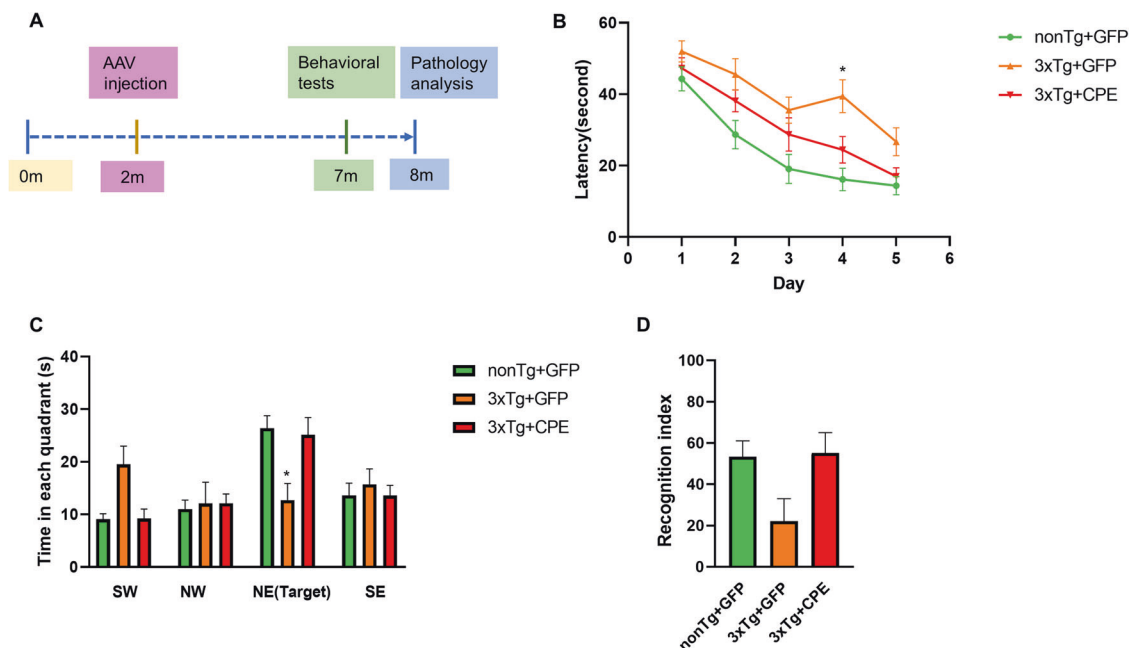 A
AAV
injection
Behavioral
tests
Pathology
analysis
0m
2m
7m
8m
B
60
40
20
0
Latency(second)
*
0 1 2 3 4 5 6
Day
nonTg+GFP
3xTg+GFP
3xTg+CPE
C
40
30
20
10
0
Time in each quadrant (s)
*
SW NW NE(Target) SE
nonTg+GFP
3xTg+GFP
3xTg+CPE
D
100
80
60
40
20
0
Recognition index
nonTg+GFP
3xTg+GFP
3xTg+CPE